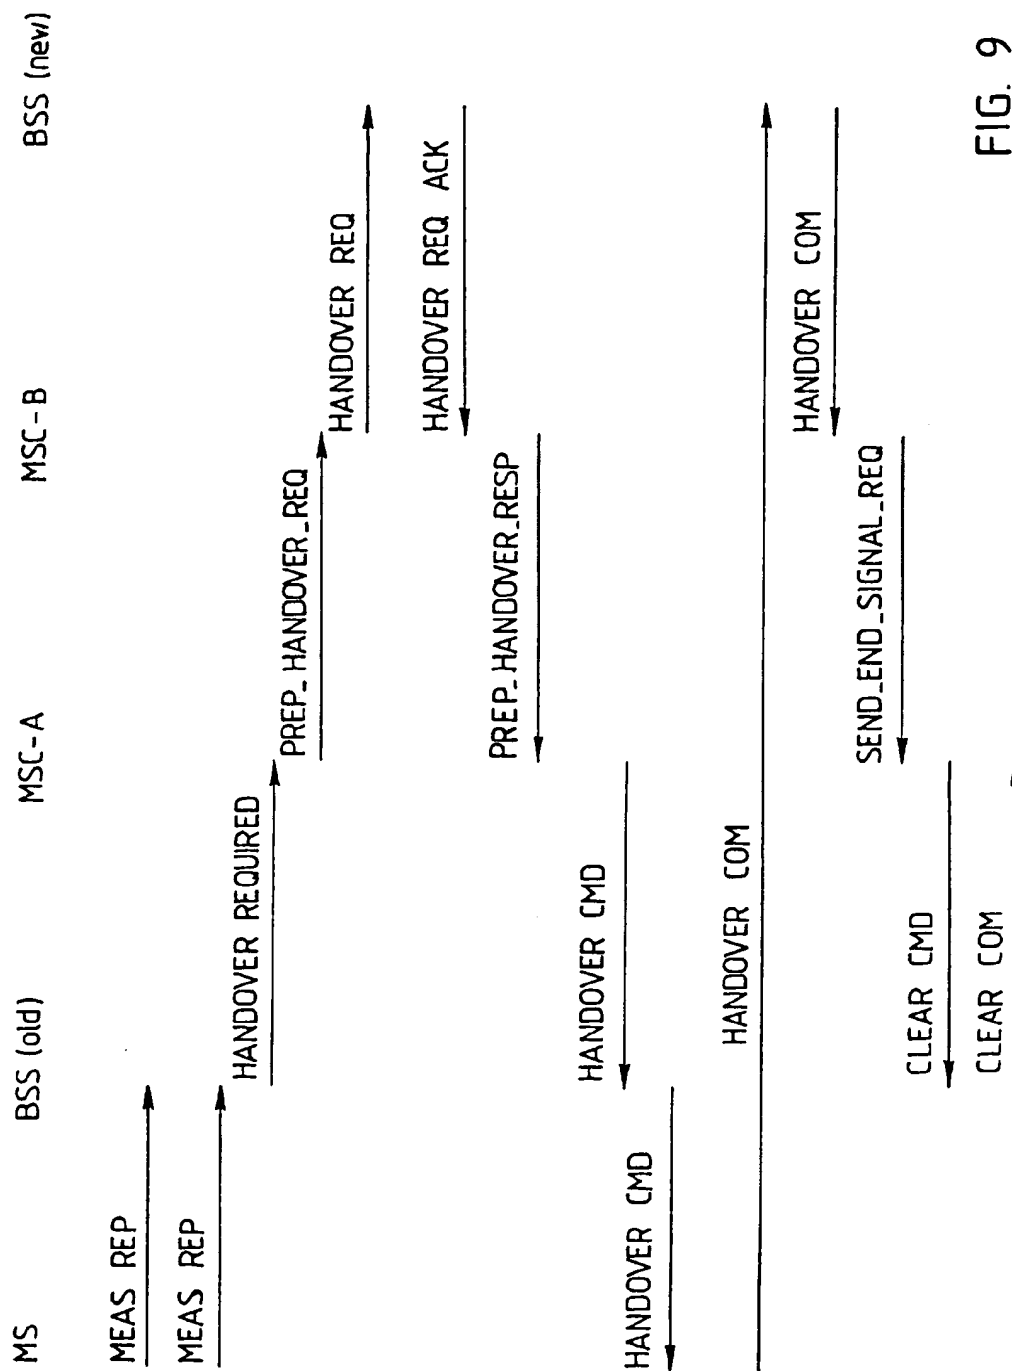 MS
BSS (old)
MSC-A
MSC-B
BSS (new)
MEAS REP
MEAS REP
HANDOVER REQUIRED
PREP_HANDOVER_REQ
HANDOVER REQ
HANDOVER REQ ACK
PREP_HANDOVER_RESP
HANDOVER CMD
HANDOVER CMD
HANDOVER COM
HANDOVER COM
SEND_END_SIGNAL_REQ
CLEAR CMD
CLEAR COM
FIG. 9